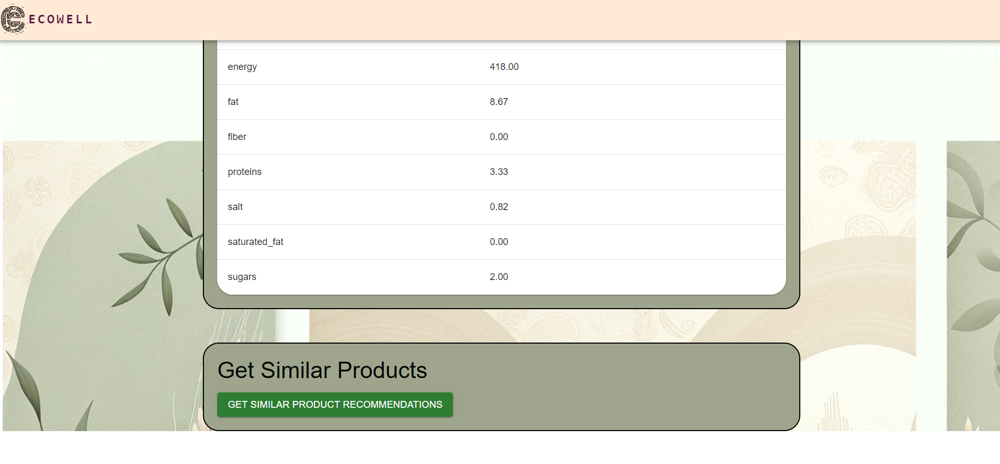 ECOWELL
energy 418.00
fat 8.67
fiber 0.00
proteins 3.33
salt 0.82
saturated_fat 0.00
sugars 2.00
Get Similar Products
GET SIMILAR PRODUCT RECOMMENDATIONS